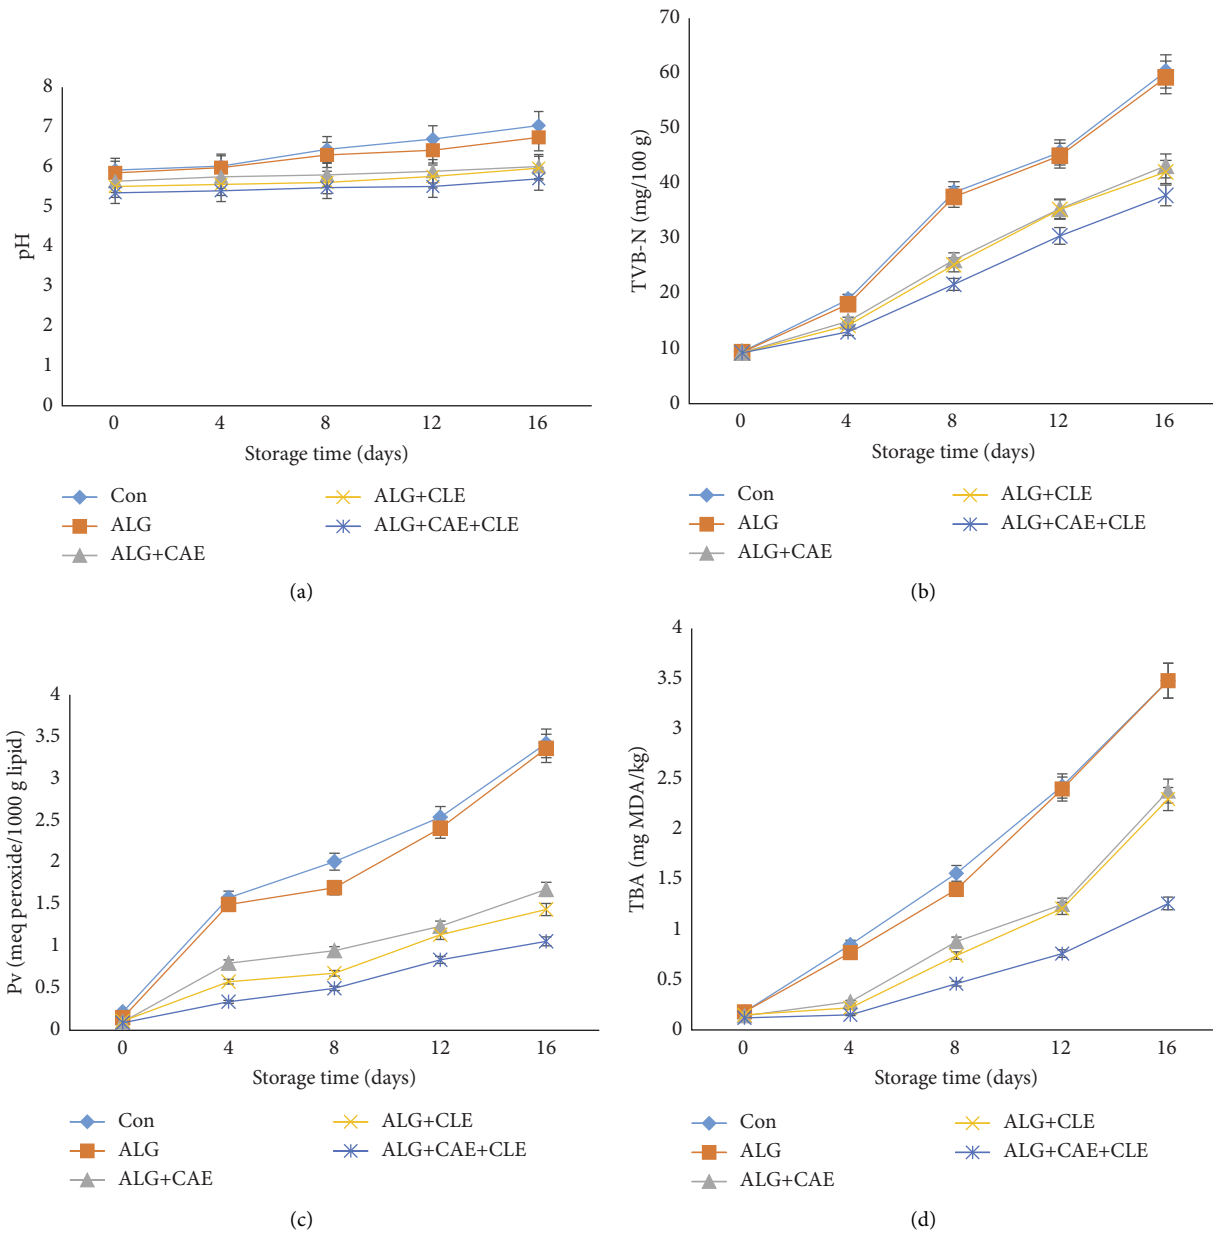 8
7
6
5
4
3
2
1
0
pH
0 4 8 12 16
Storage time (days)
Con
ALG
ALG+CAE
ALG+CLE
ALG+CAE+CLE
(a)
70
60
50
40
30
20
10
0
TVB-N (mg/100 g)
0 4 8 12 16
Storage time (days)
Con
ALG
ALG+CAE
ALG+CLE
ALG+CAE+CLE
(b)
4
3.5
3
2.5
2
1.5
1
0.5
0
Pv (meq peroxide/1000 g lipid)
0 4 8 12 16
Storage time (days)
Con
ALG
ALG+CAE
ALG+CLE
ALG+CAE+CLE
(c)
4
3.5
3
2.5
2
1.5
1
0.5
0
TBA (mg MDA/kg)
0 4 8 12 16
Storage time (days)
Con
ALG
ALG+CAE
ALG+CLE
ALG+CAE+CLE
(d)